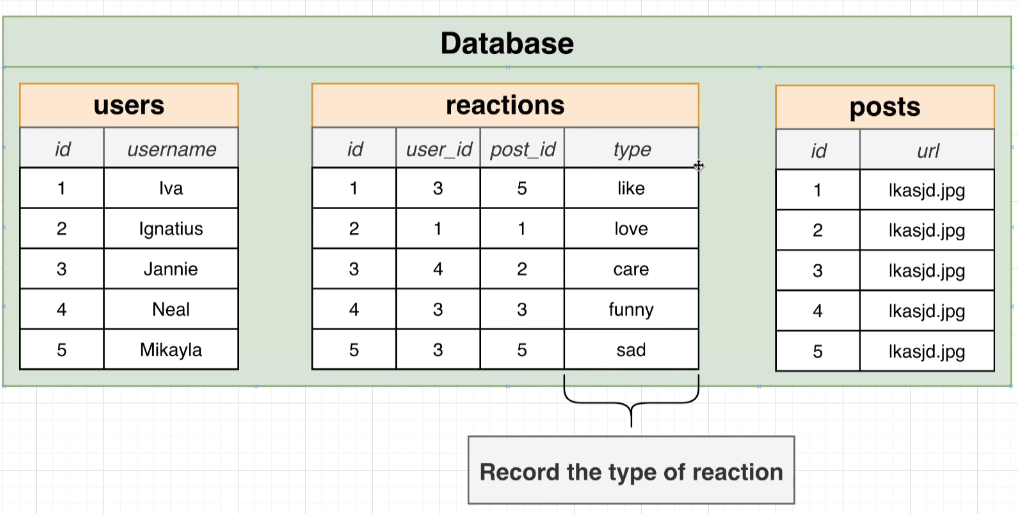 Database
users
id username
1 Iva
2 Ignatius
3 Jannie
4 Neal
5 Mikayla
reactions
id user_id post_id type
1 3 5 like
2 1 1 love
3 4 2 care
4 3 3 funny
5 3 5 sad
posts
id url
1 lkasjd.jpg
2 lkasjd.jpg
3 lkasjd.jpg
4 lkasjd.jpg
5 lkasjd.jpg
Record the type of reaction